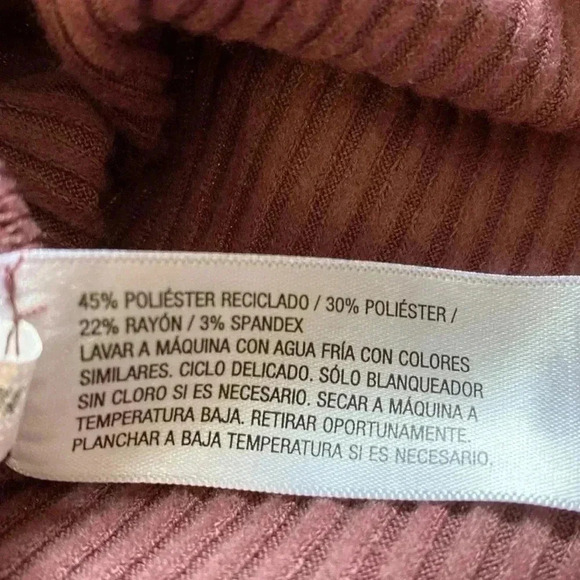 45% POLIÉSTER RECICLADO / 30% POLIÉSTER /
22% RAYÓN / 3% SPANDEX
LAVAR A MÁQUINA CON AGUA FRÍA CON COLORES
SIMILARES. CICLO DELICADO. SÓLO BLANQUEADOR
SIN CLORO SI ES NECESARIO. SECAR A MÁQUINA A
TEMPERATURA BAJA. RETIRAR OPORTUNAMENTE.
PLANCHAR A BAJA TEMPERATURA SI ES NECESARIO.